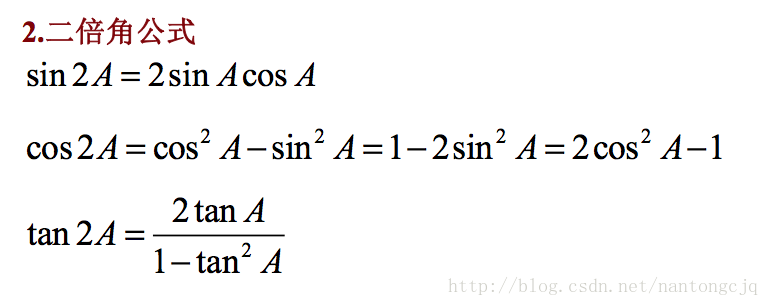 2.二倍角公式
sin 2A = 2 sin A cos A
cos 2A = cos² A − sin² A = 1 − 2 sin² A = 2 cos² A − 1
tan 2A = 2 tan A / 1 − tan² A
http://blog.csdn.net/nantongcjq